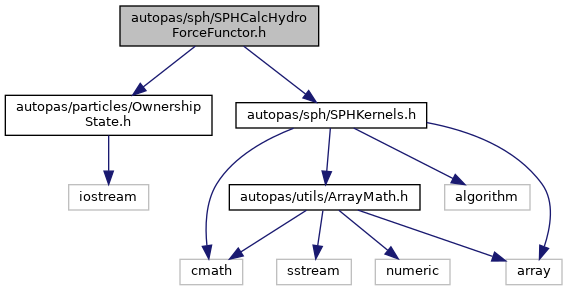 autopas/sph/SPHCalcHydro
ForceFunctor.h
autopas/particles/Ownership
State.h
autopas/sph/SPHKernels.h
iostream
autopas/utils/ArrayMath.h
algorithm
cmath
sstream
numeric
array